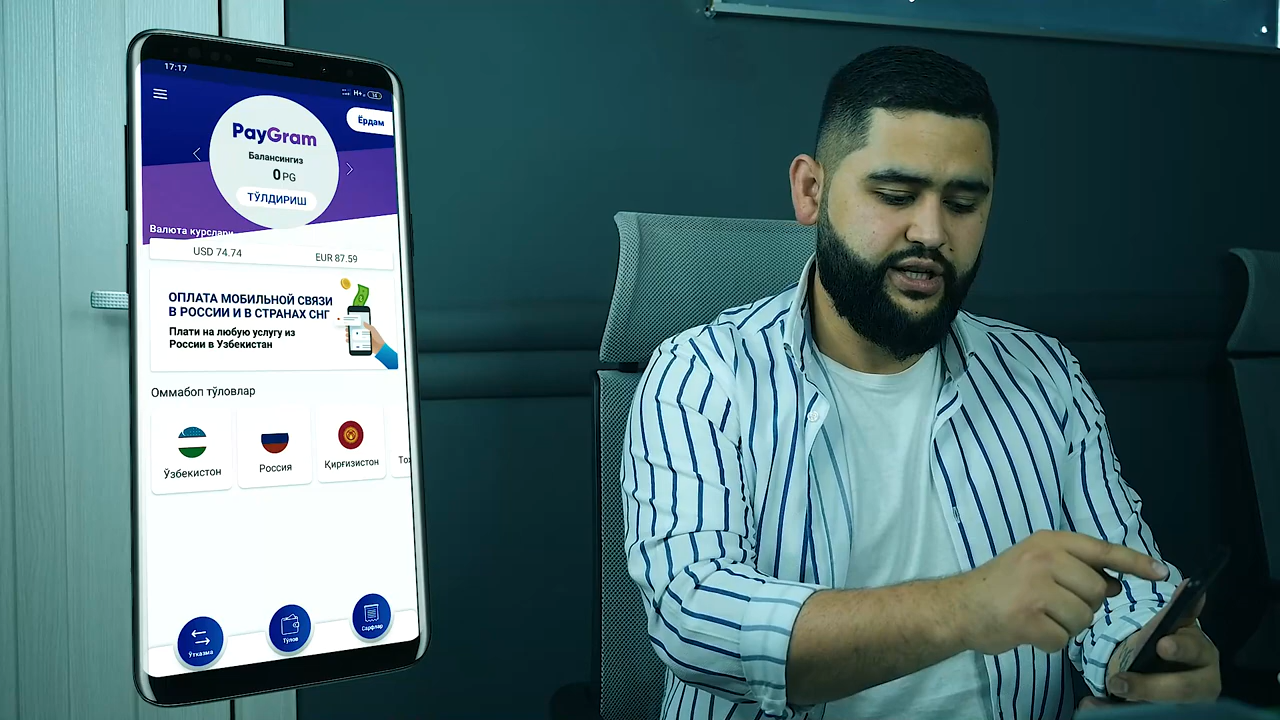 17:17
H+
14
Ёрдам
PayGram
Балансингиз
0 PG
ТЎЛДИРИШ
Валюта курслари
USD 74.74
EUR 87.59
ОПЛАТА МОБИЛЬНОЙ СВЯЗИ
В РОССИИ И В СТРАНАХ СНГ
Плати на любую услугу из
России в Узбекистан
Оммабоп тўловлар
Ўзбекистон
Россия
Қирғизистон
Ўтказма
Тўлов
Сарфлар